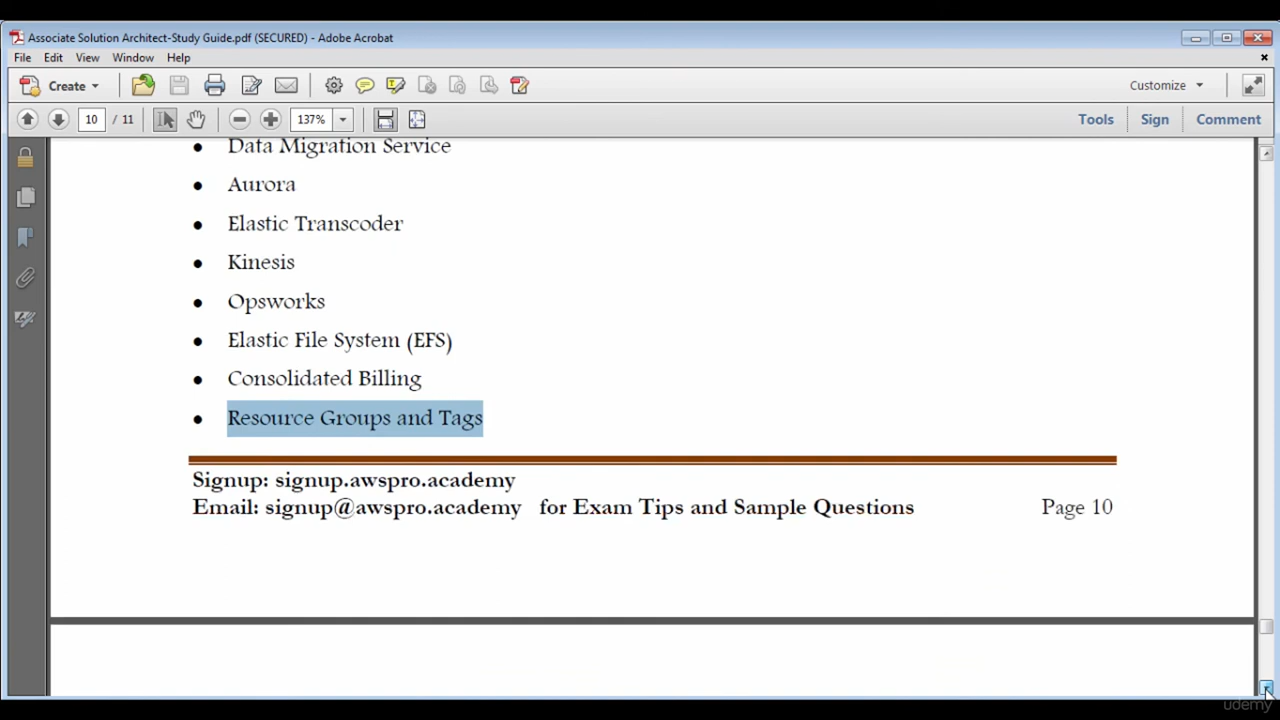 Associate Solution Architect-Study Guide.pdf (SECURED) - Adobe Acrobat
File Edit View Window Help
Create
Customize
10 / 11
137%
Tools Sign Comment
• Data Migration Service
• Aurora
• Elastic Transcoder
• Kinesis
• Opsworks
• Elastic File System (EFS)
• Consolidated Billing
• Resource Groups and Tags
Signup: signup.awspro.academy
Email: signup@awspro.academy for Exam Tips and Sample Questions Page 10
udemy